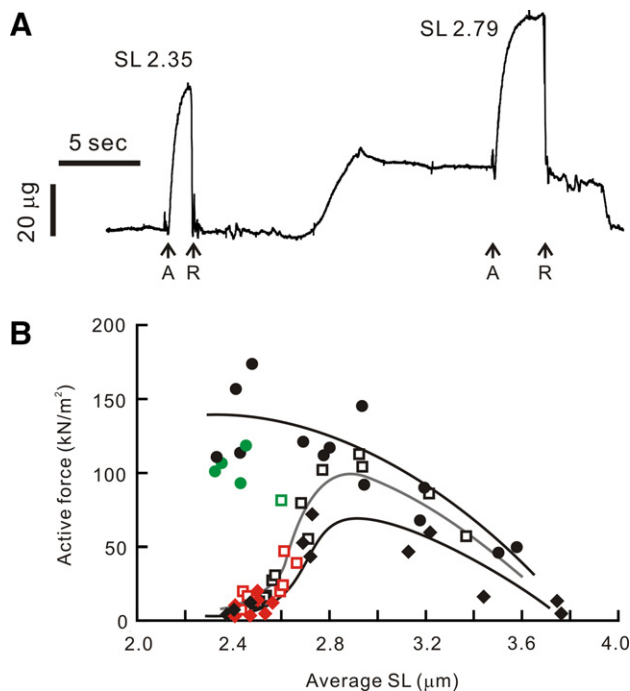 A
SL 2.35
SL 2.79
5 sec
20 μg
A R A R
B
Active force (kN/m²)
200
150
100
50
0
2.0 2.4 2.8 3.2 3.6 4.0
Average SL (μm)